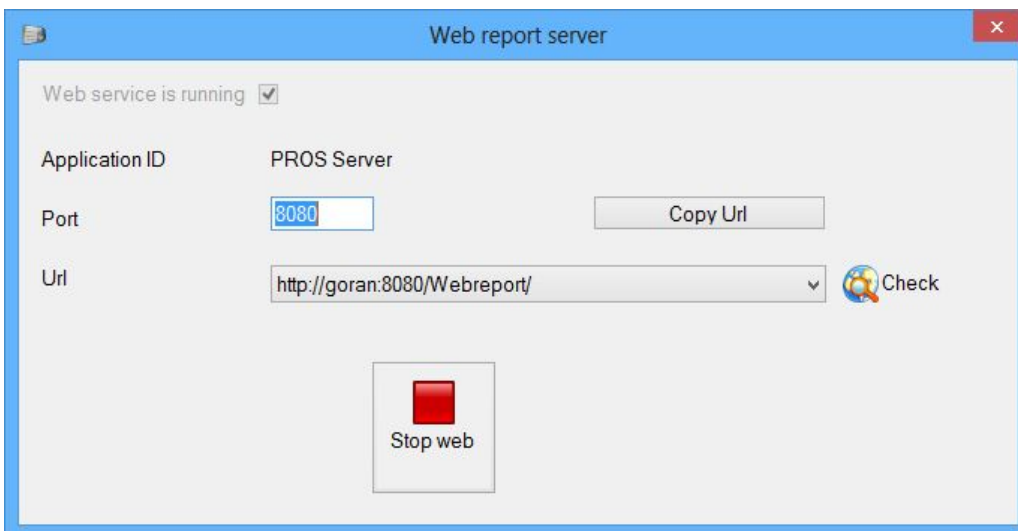 Web report server
Web service is running
Application ID PROS Server
Port 8080 Copy Url
Url http://goran:8080/Webreport/ Check
Stop web